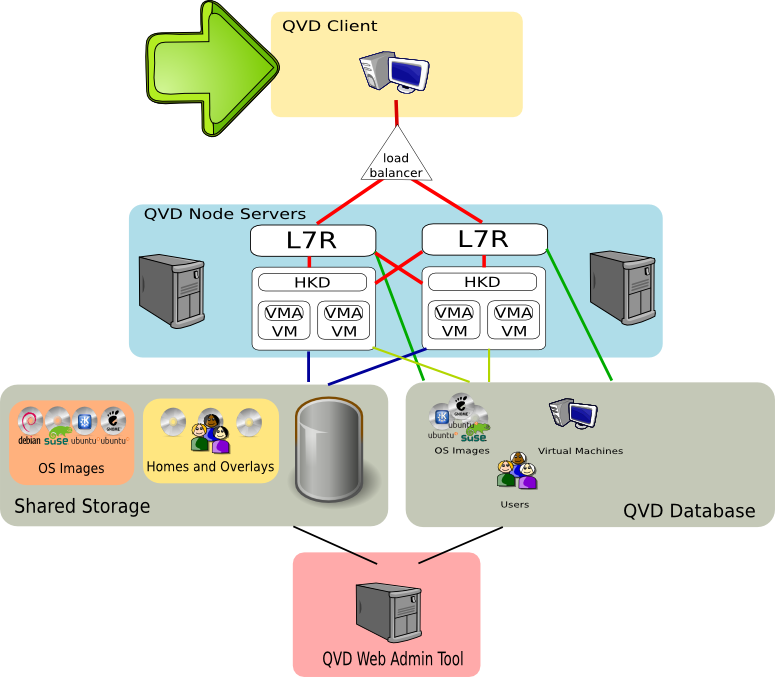 QVD Client
load
balancer
QVD Node Servers
L7R
L7R
HKD
HKD
VMA
VM
VMA
VM
VMA
VM
VMA
VM
debian
suse
ubuntu
ubuntu
OS Images
Homes and Overlays
Shared Storage
GNOME
ubuntu
ubuntu
suse
OS Images
Virtual Machines
Users
QVD Database
QVD Web Admin Tool